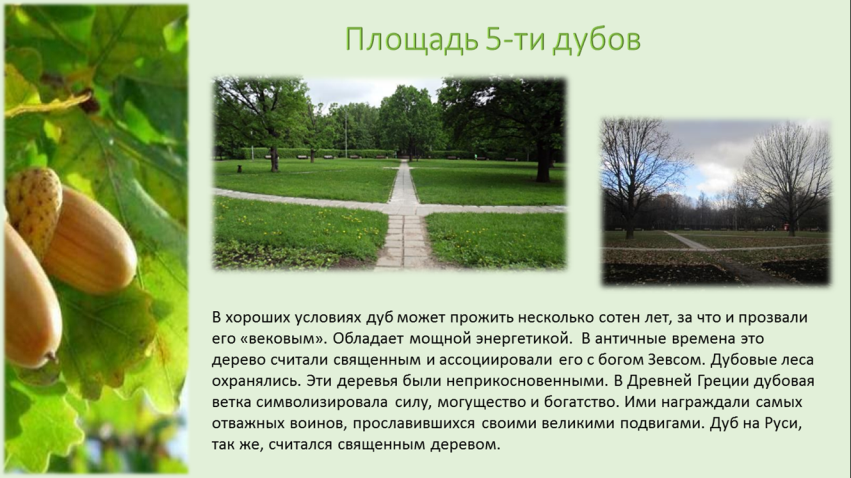 Площадь 5-ти дубов
В хороших условиях дуб может прожить несколько сотен лет, за что и прозвали
его «вековым». Обладает мощной энергетикой. В античные времена это
дерево считали священным и ассоциировали его с богом Зевсом. Дубовые леса
охранялись. Эти деревья были неприкосновенными. В Древней Греции дубовая
ветка символизировала силу, могущество и богатство. Ими награждали самых
отважных воинов, прославившихся своими великими подвигами. Дуб на Руси,
так же, считался священным деревом.